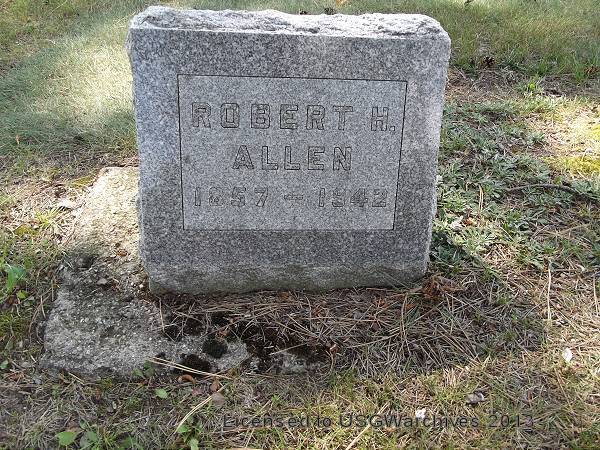 ROBERT H.
ALLEN
1857 - 1942
Licensed to USGWarchives 2013